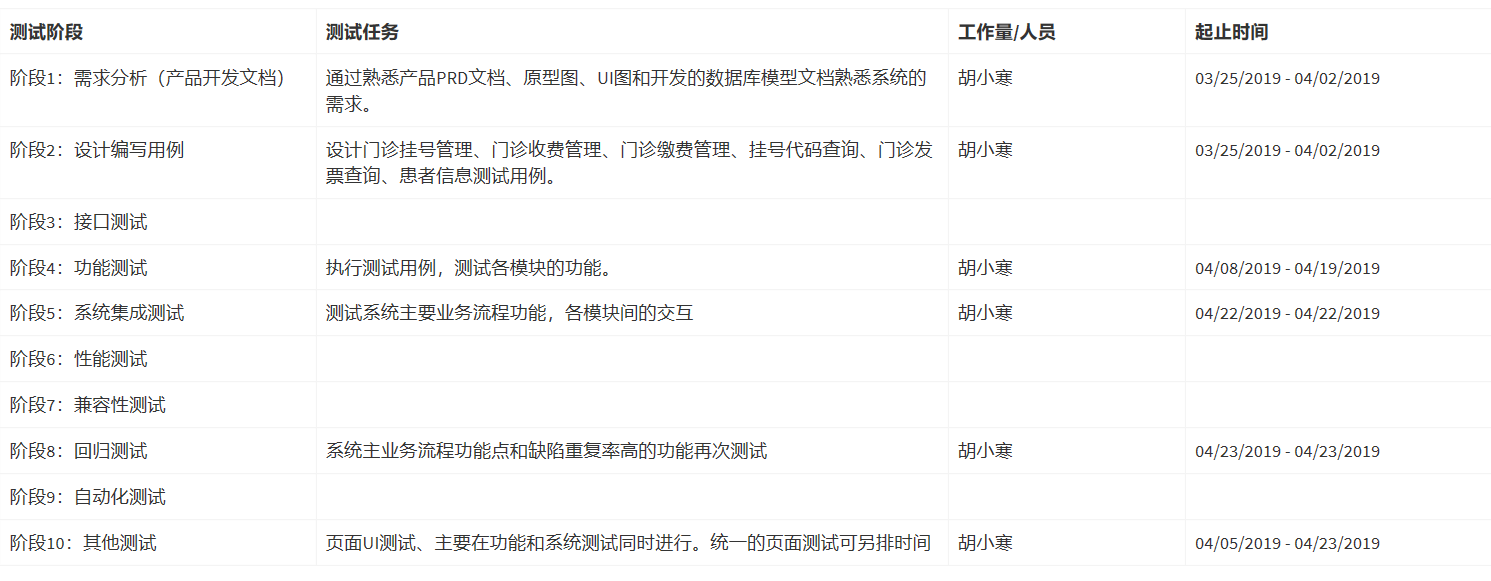 测试阶段 测试任务 工作量/人员 起止时间
阶段1：需求分析（产品开发文档） 通过熟悉产品PRD文档、原型图、UI图和开发的数据库模型文档熟悉系统的 胡小寒 03/25/2019 - 04/02/2019
需求。
阶段2：设计编写用例 设计门诊挂号管理、门诊收费管理、门诊缴费管理、挂号代码查询、门诊发 胡小寒 03/25/2019 - 04/02/2019
票查询、患者信息测试用例。
阶段3：接口测试
阶段4：功能测试 执行测试用例，测试各模块的功能。 胡小寒 04/08/2019 - 04/19/2019
阶段5：系统集成测试 测试系统主要业务流程功能，各模块间的交互 胡小寒 04/22/2019 - 04/22/2019
阶段6：性能测试
阶段7：兼容性测试
阶段8：回归测试 系统主业务流程功能点和缺陷重复率高的功能再次测试 胡小寒 04/23/2019 - 04/23/2019
阶段9：自动化测试
阶段10：其他测试 页面UI测试、主要在功能和系统测试同时进行。统一的页面测试可另排时间 胡小寒 04/05/2019 - 04/23/2019